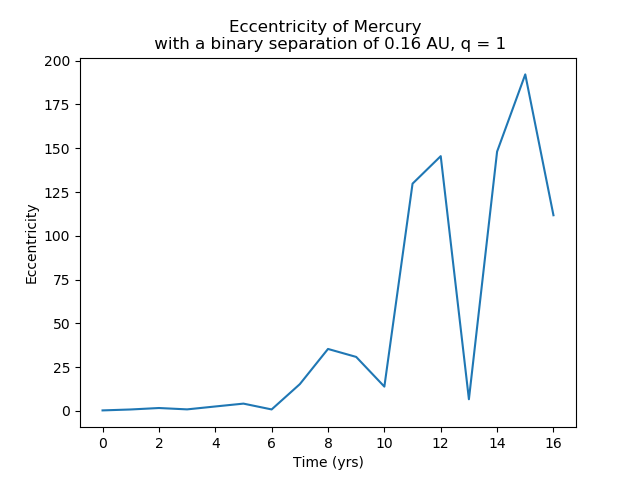 Eccentricity of Mercury
with a binary separation of 0.16 AU, q = 1
200
175
150
125
100
75
50
25
0
Eccentricity
0 2 4 6 8 10 12 14 16
Time (yrs)